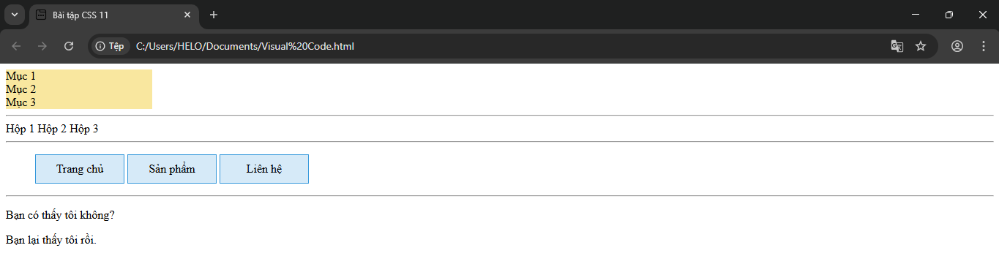 Bài tập CSS 11
Tệp C:/Users/HELO/Documents/Visual%20Code.html
Mục 1
Mục 2
Mục 3
Hộp 1 Hộp 2 Hộp 3
Trang chủ Sản phẩm Liên hệ
Bạn có thấy tôi không?
Bạn lại thấy tôi rồi.